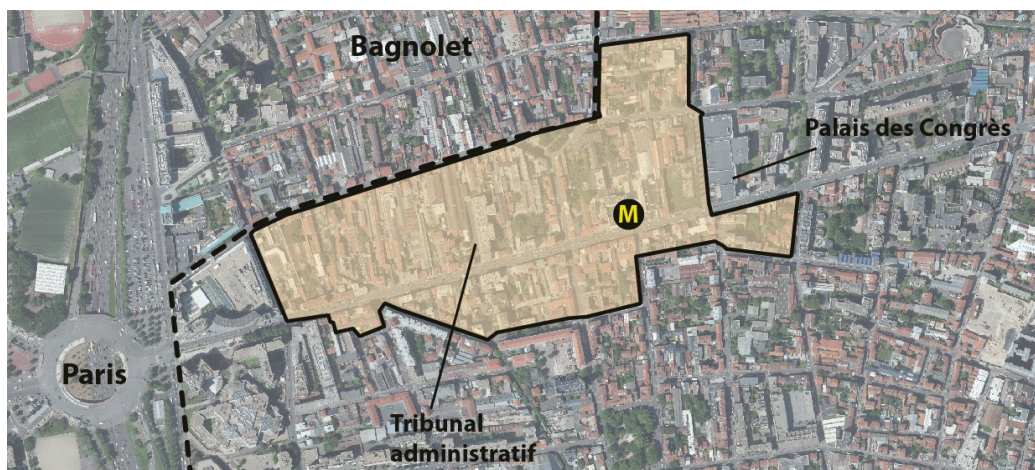 Bagnolet
Palais des Congrès
M
Paris
Tribunal
administratif